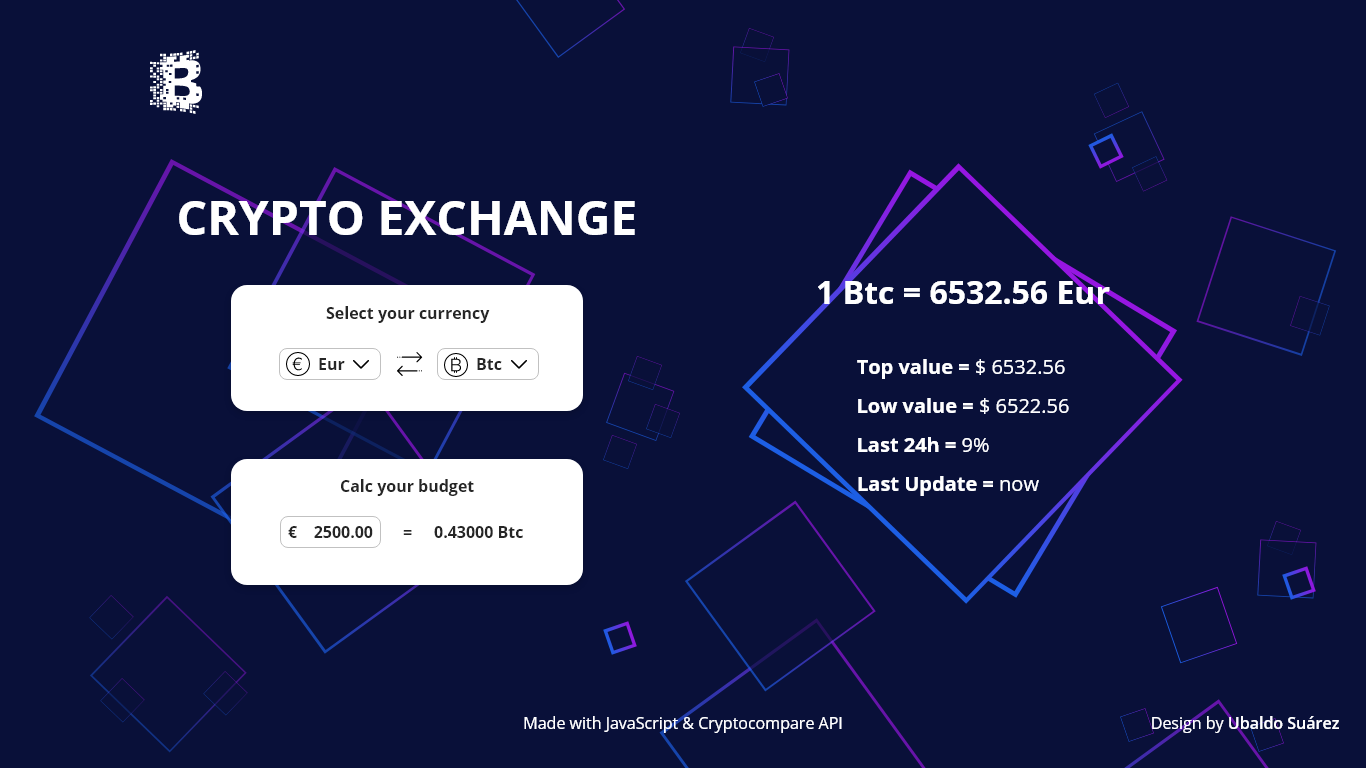 CRYPTO EXCHANGE
Select your currency
€ Eur Btc
Calc your budget
€ 2500.00 = 0.43000 Btc
1 Btc = 6532.56 Eur
Top value = $ 6532.56
Low value = $ 6522.56
Last 24h = 9%
Last Update = now
Made with JavaScript & Cryptocompare API
Design by Ubaldo Suárez